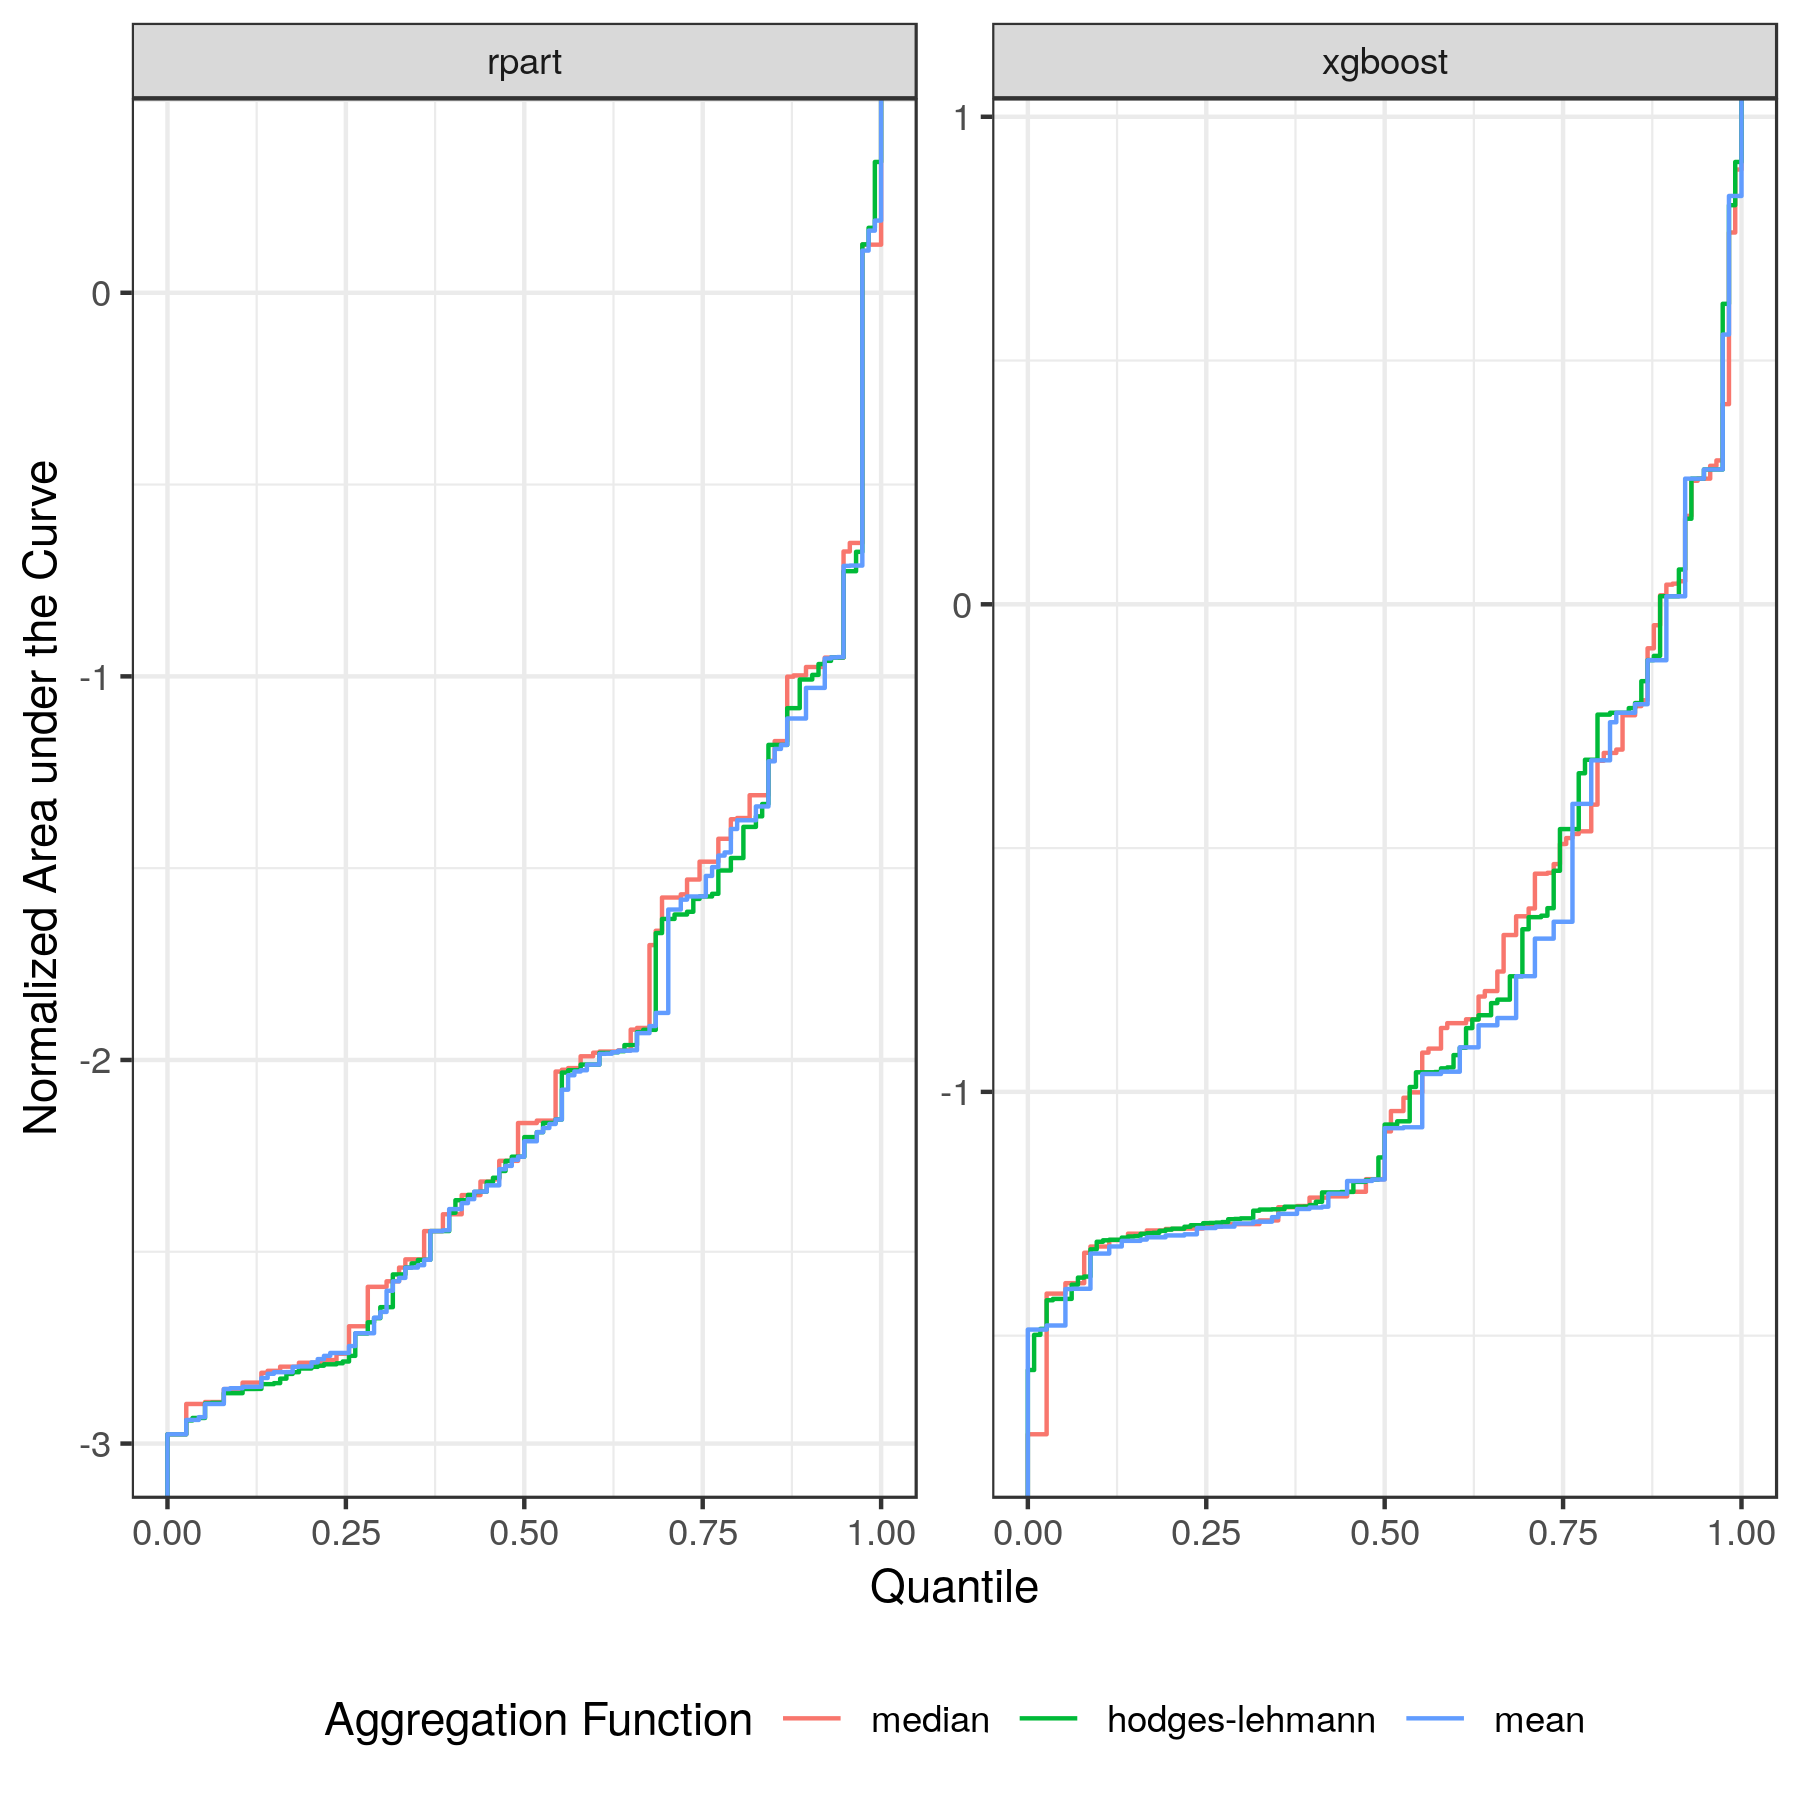 rpart
xgboost
Normalized Area under the Curve
0
-1
-2
-3
1
0
-1
0.00 0.25 0.50 0.75 1.00
0.00 0.25 0.50 0.75 1.00
Quantile
Aggregation Function median hodges-lehmann mean